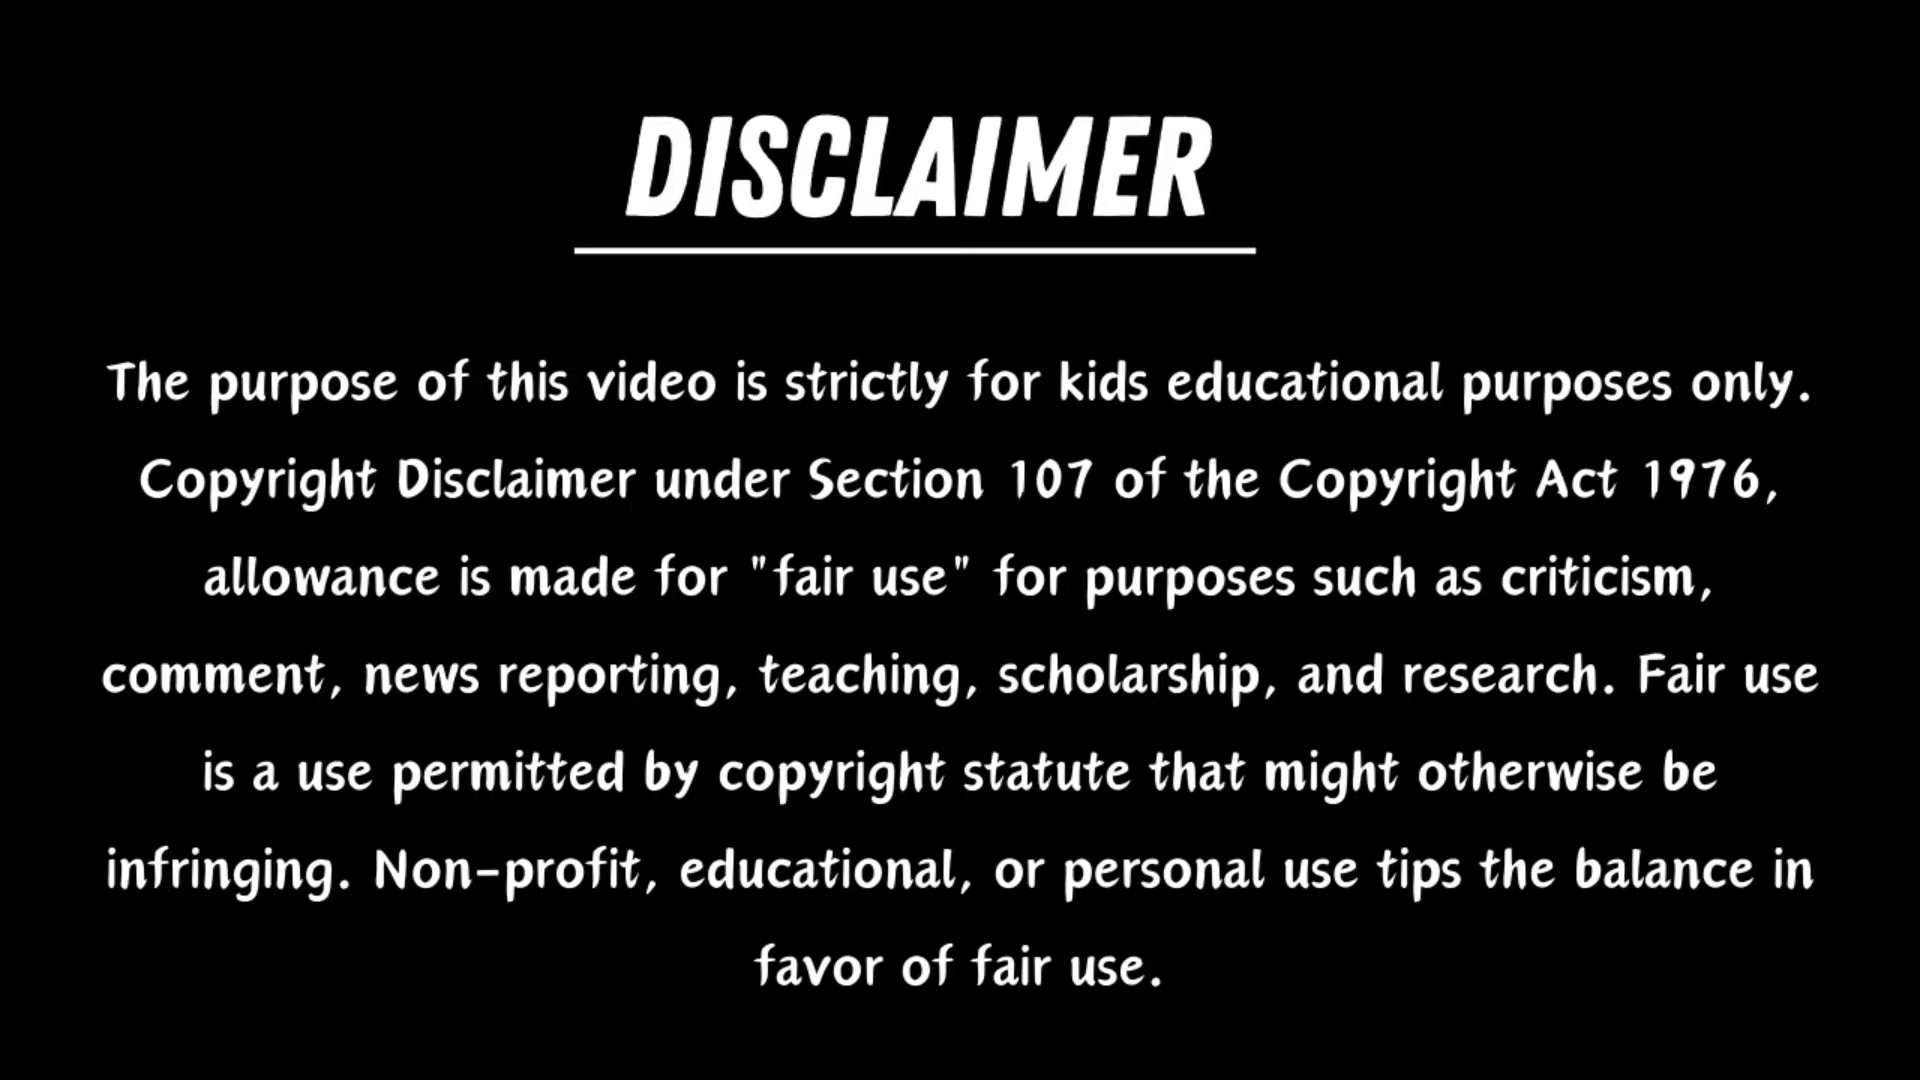 DISCLAIMER
The purpose of this video is strictly for kids educational purposes only.
Copyright Disclaimer under Section 107 of the Copyright Act 1976,
allowance is made for "fair use" for purposes such as criticism,
comment, news reporting, teaching, scholarship, and research. Fair use
is a use permitted by copyright statute that might otherwise be
infringing. Non-profit, educational, or personal use tips the balance in
favor of fair use.